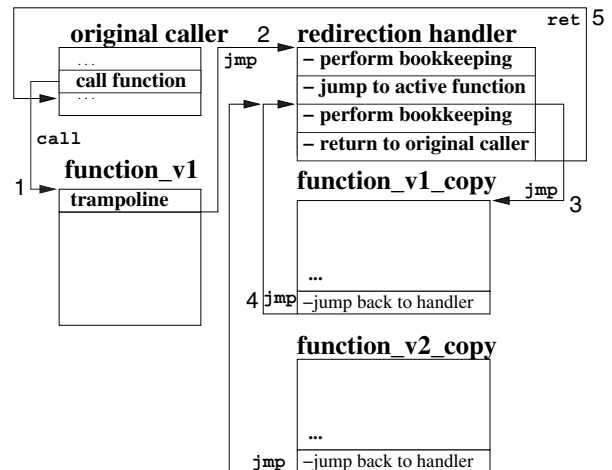 original caller
...
call function
...
call
1
function_v1
trampoline
2
jmp
redirection handler
– perform bookkeeping
– jump to active function
– perform bookkeeping
– return to original caller
ret
5
function_v1_copy
jmp
3
...
4
jmp
–jump back to handler
function_v2_copy
...
jmp
–jump back to handler